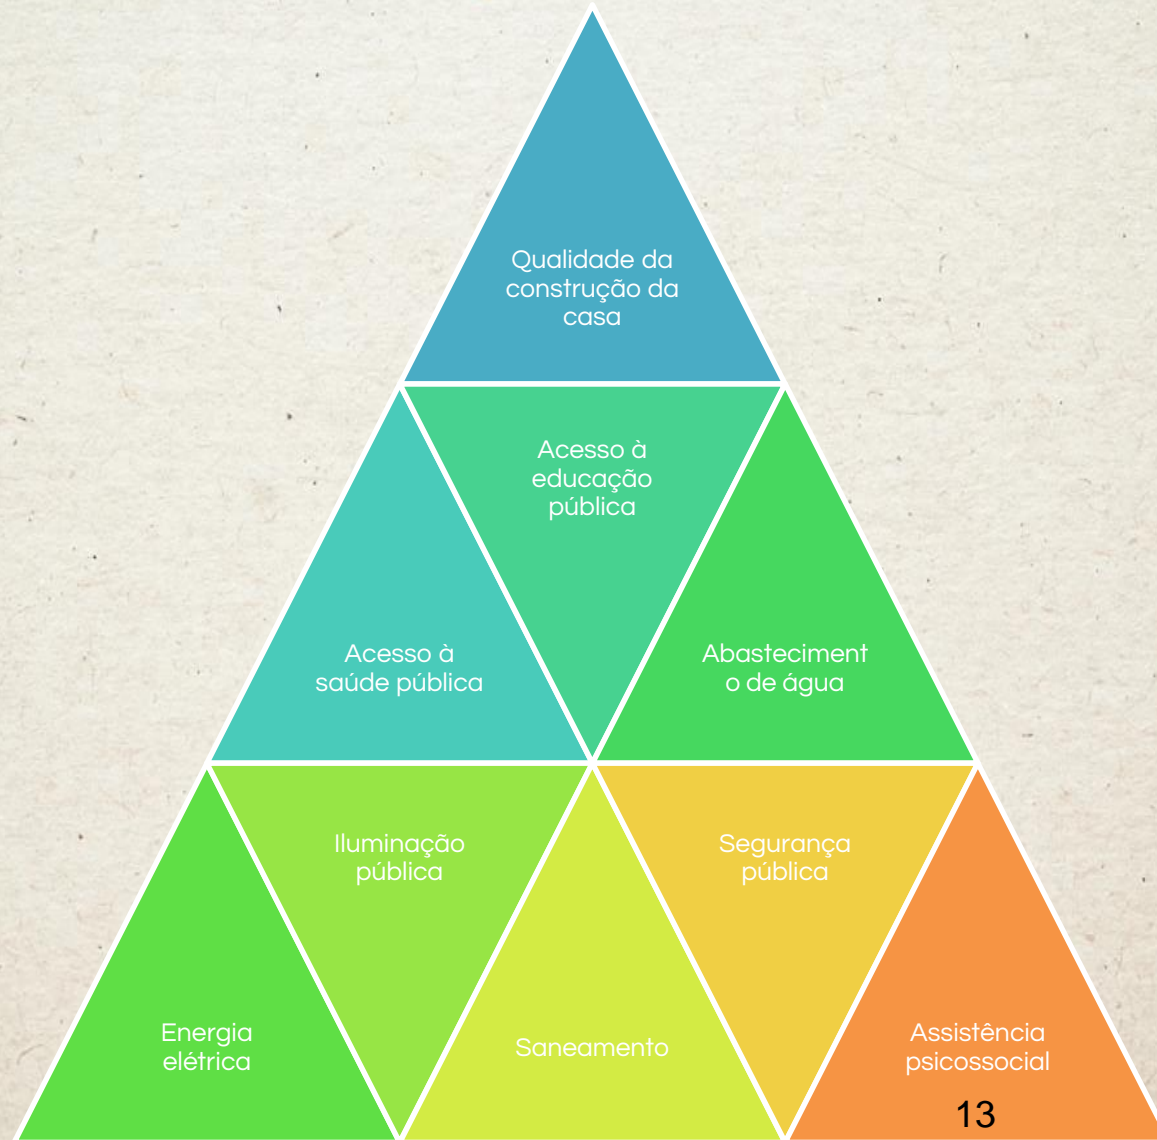 Qualidade da
construção da
casa
Acesso à
educação
pública
Acesso à
saúde pública
Abasteciment
o de água
Iluminação
pública
Segurança
pública
Energia
elétrica
Saneamento
Assistência
psicossocial
13